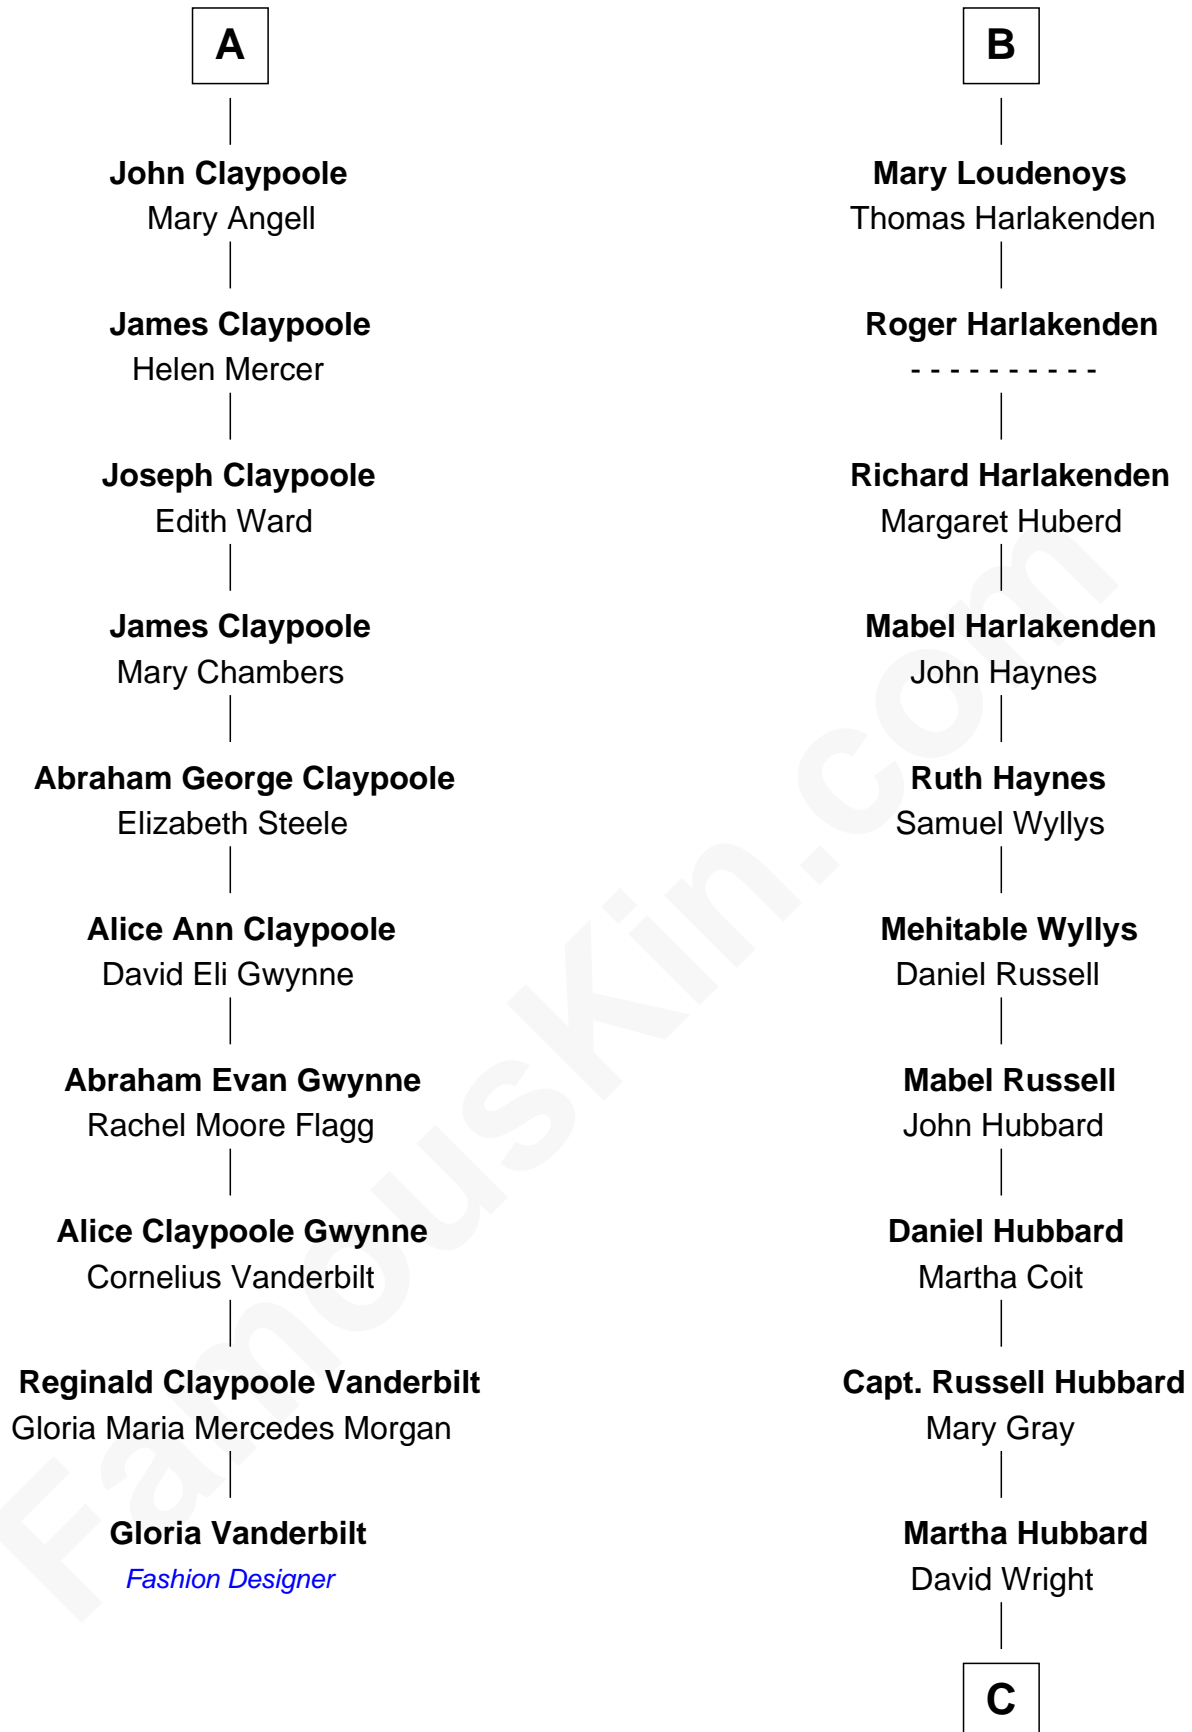 A
John Claypoole
Mary Angell
James Claypoole
Helen Mercer
Joseph Claypoole
Edith Ward
James Claypoole
Mary Chambers
Abraham George Claypoole
Elizabeth Steele
Alice Ann Claypoole
David Eli Gwynne
Abraham Evan Gwynne
Rachel Moore Flagg
Alice Claypoole Gwynne
Cornelius Vanderbilt
Reginald Claypoole Vanderbilt
Gloria Maria Mercedes Morgan
Gloria Vanderbilt
Fashion Designer
B
Mary Loudenoys
Thomas Harlakenden
Roger Harlakenden
- - - - - - - - - -
Richard Harlakenden
Margaret Huberd
Mabel Harlakenden
John Haynes
Ruth Haynes
Samuel Wyllys
Mehitable Wyllys
Daniel Russell
Mabel Russell
John Hubbard
Daniel Hubbard
Martha Coit
Capt. Russell Hubbard
Mary Gray
Martha Hubbard
David Wright
C
FamousKin.com